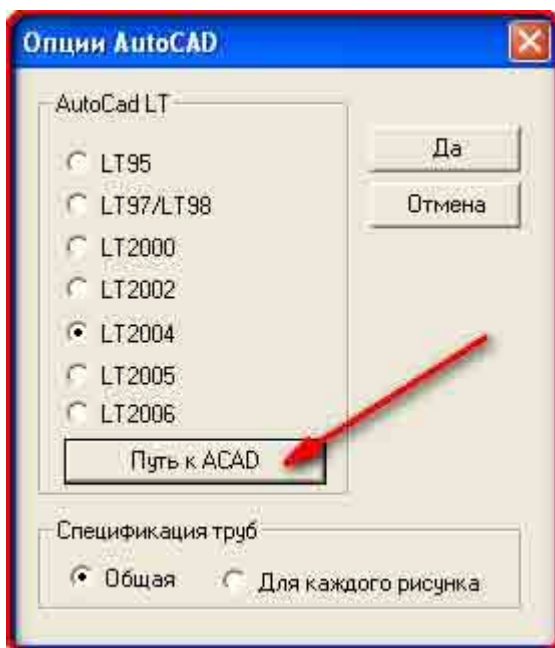 Опции AutoCAD
AutoCad LT
LT95
LT97/LT98
LT2000
LT2002
LT2004
LT2005
LT2006
Путь к ACAD
Да
Отмена
Спецификация труб
Общая
Для каждого рисунка